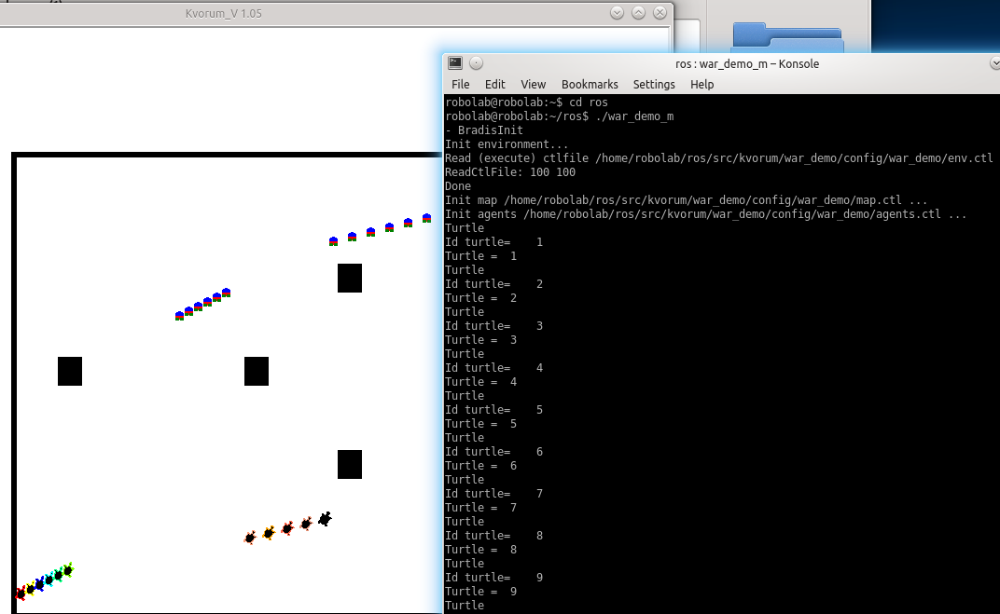 Kvorum_V 1.05
ros : war_demo_m – Konsole
File Edit View Bookmarks Settings Help
robolab@robolab:~$ cd ros
robolab@robolab:~/ros$ ./war_demo_m
- BradisInit
Init environment...
Read (execute) ctlfile /home/robolab/ros/src/kvorum/war_demo/config/war_demo/env.ctl
ReadCtlFile: 100 100
Done
Init map /home/robolab/ros/src/kvorum/war_demo/config/war_demo/map.ctl ...
Init agents /home/robolab/ros/src/kvorum/war_demo/config/war_demo/agents.ctl ...
Turtle
Id turtle=    1
Turtle =  1
Turtle
Id turtle=    2
Turtle =  2
Turtle
Id turtle=    3
Turtle =  3
Turtle
Id turtle=    4
Turtle =  4
Turtle
Id turtle=    5
Turtle =  5
Turtle
Id turtle=    6
Turtle =  6
Turtle
Id turtle=    7
Turtle =  7
Turtle
Id turtle=    8
Turtle =  8
Turtle
Id turtle=    9
Turtle =  9
Turtle